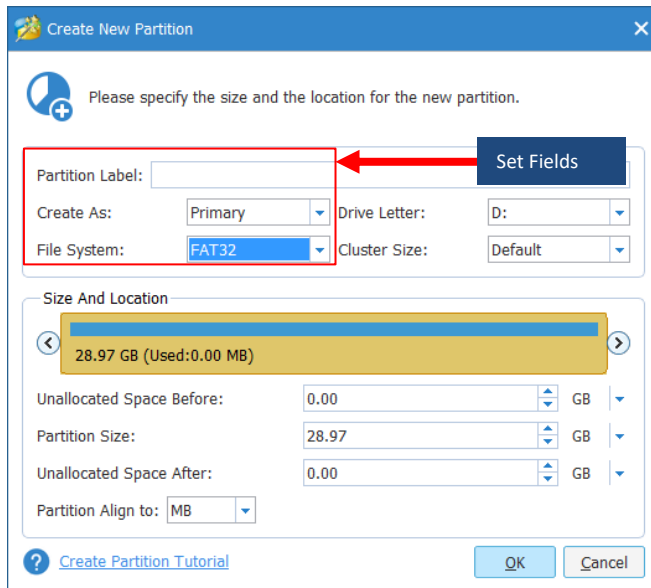 Create New Partition
Please specify the size and the location for the new partition.
Set Fields
Partition Label:
Create As: Primary Drive Letter: D:
File System: FAT32 Cluster Size: Default
Size And Location
28.97 GB (Used:0.00 MB)
Unallocated Space Before: 0.00 GB
Partition Size: 28.97 GB
Unallocated Space After: 0.00 GB
Partition Align to: MB
Create Partition Tutorial OK Cancel